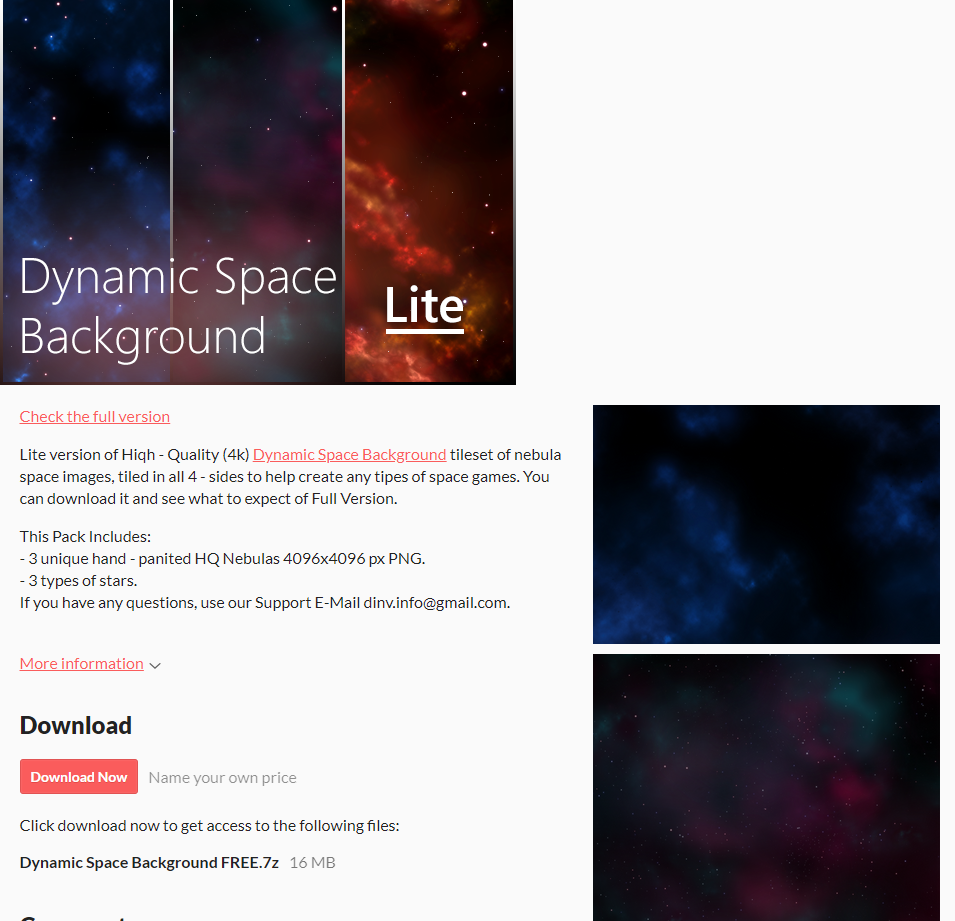 Dynamic Space
Background
Lite
Check the full version
Lite version of Hiqh - Quality (4k) Dynamic Space Background tileset of nebula
space images, tiled in all 4 - sides to help create any tipes of space games. You
can download it and see what to expect of Full Version.
This Pack Includes:
- 3 unique hand - panited HQ Nebulas 4096x4096 px PNG.
- 3 types of stars.
If you have any questions, use our Support E-Mail dinv.info@gmail.com.
More information
Download
Download Now Name your own price
Click download now to get access to the following files:
Dynamic Space Background FREE.7z 16 MB